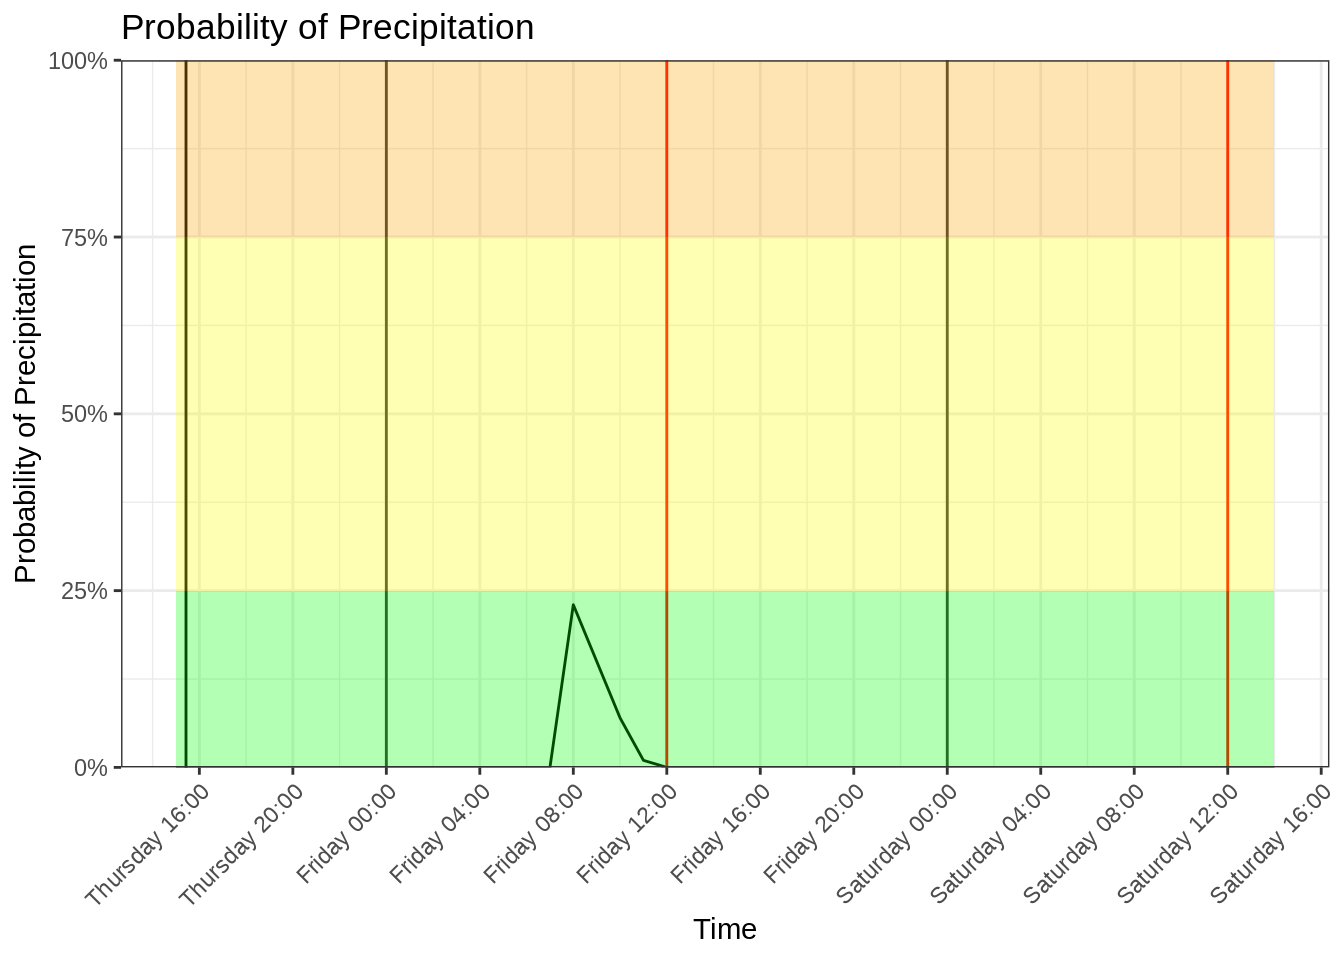 Probability of Precipitation
Probability of Precipitation
100%
75%
50%
25%
0%
Thursday 16:00
Thursday 20:00
Friday 00:00
Friday 04:00
Friday 08:00
Friday 12:00
Friday 16:00
Friday 20:00
Saturday 00:00
Saturday 04:00
Saturday 08:00
Saturday 12:00
Saturday 16:00
Time